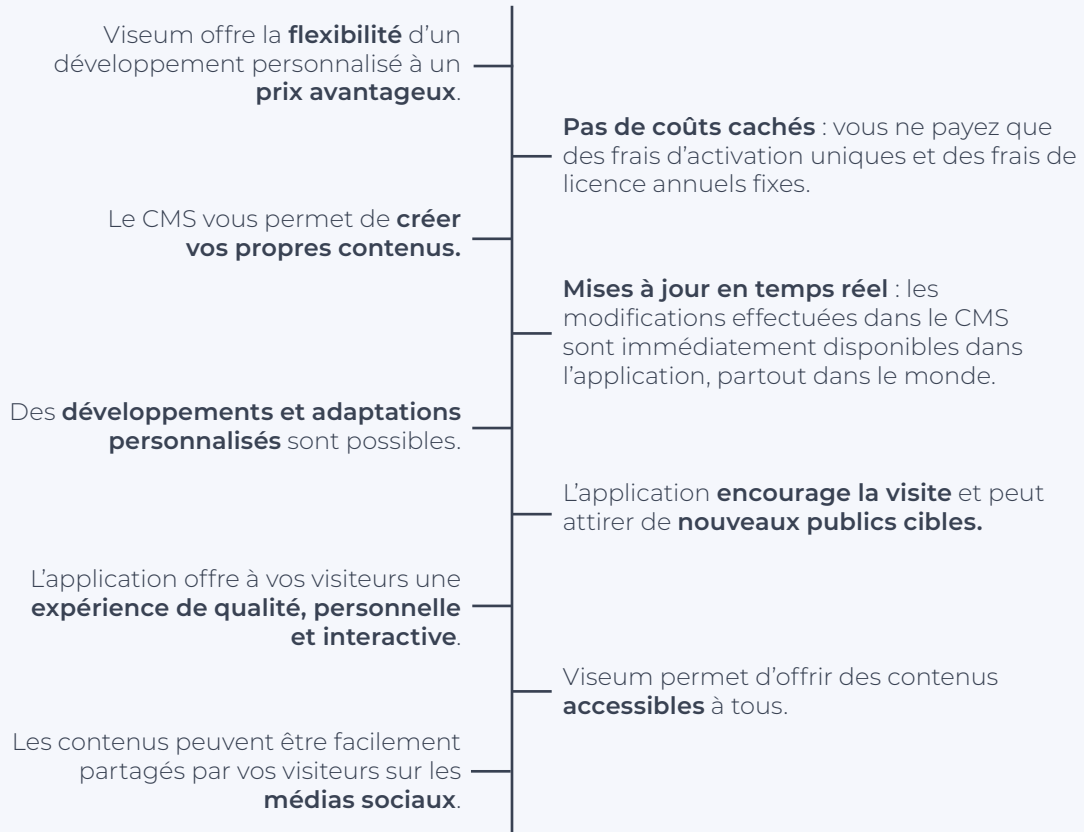 Viseum offre la flexibilité d’un
développement personnalisé à un
prix avantageux.
Pas de coûts cachés : vous ne payez que
des frais d’activation uniques et des frais de
licence annuels fixes.
Le CMS vous permet de créer
vos propres contenus.
Mises à jour en temps réel : les
modifications effectuées dans le CMS
sont immédiatement disponibles dans
l’application, partout dans le monde.
Des développements et adaptations
personnalisés sont possibles.
L’application encourage la visite et peut
attirer de nouveaux publics cibles.
L’application offre à vos visiteurs une
expérience de qualité, personnelle
et interactive.
Viseum permet d’offrir des contenus
accessibles à tous.
Les contenus peuvent être facilement
partagés par vos visiteurs sur les
médias sociaux.